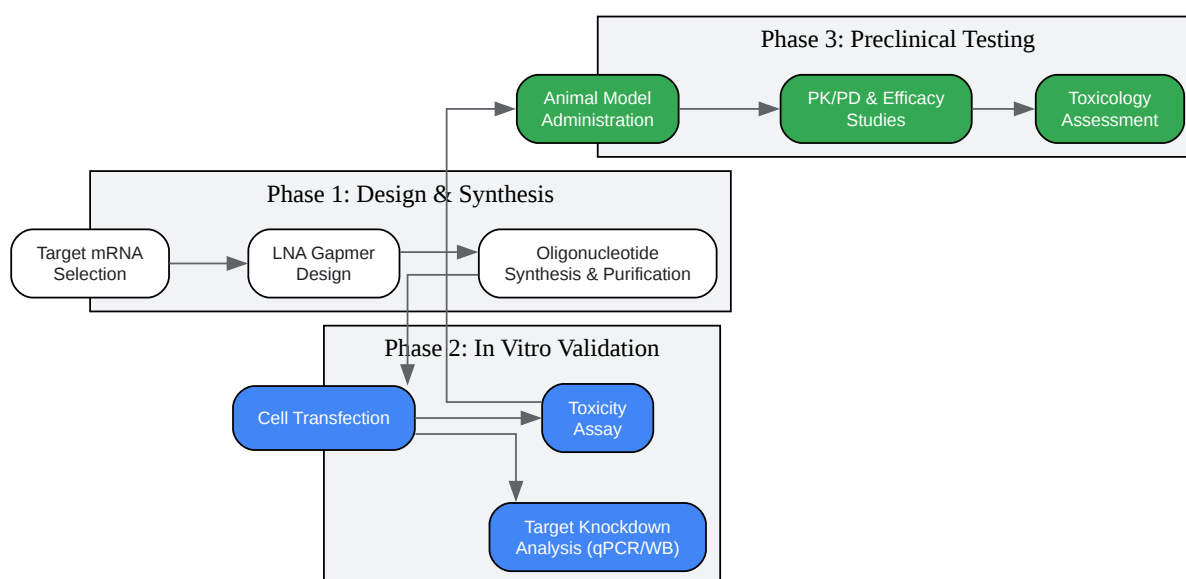 Phase 3: Preclinical Testing
Animal Model
Administration
PK/PD & Efficacy
Studies
Toxicology
Assessment
Phase 1: Design & Synthesis
Target mRNA
Selection
LNA Gapmer
Design
Oligonucleotide
Synthesis & Purification
Phase 2: In Vitro Validation
Cell Transfection
Toxicity
Assay
Target Knockdown
Analysis (qPCR/WB)